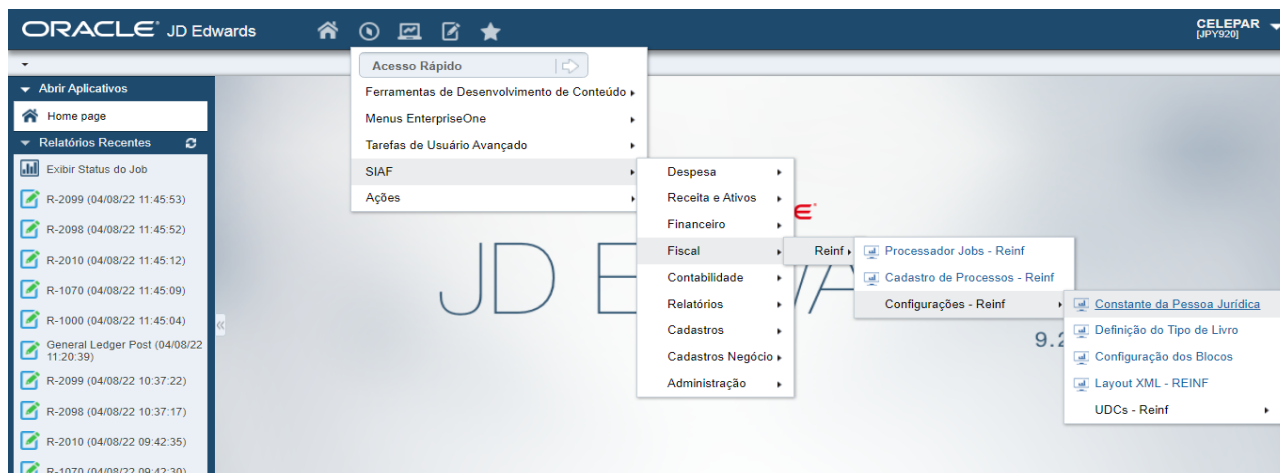 ORACLE JD Edwards
CELEPAR
[JPY920]
Abrir Aplicativos
Home page
Relatórios Recentes
Exibir Status do Job
R-2099 (04/08/22 11:45:53)
R-2098 (04/08/22 11:45:52)
R-2010 (04/08/22 11:45:12)
R-1070 (04/08/22 11:45:09)
R-1000 (04/08/22 11:45:04)
General Ledger Post (04/08/22
11:20:39)
R-2099 (04/08/22 10:37:22)
R-2098 (04/08/22 10:37:17)
R-2010 (04/08/22 09:42:35)
R-1070 (04/08/22 09:42:30)
Acesso Rápido
Ferramentas de Desenvolvimento de Conteúdo
Menus EnterpriseOne
Tarefas de Usuário Avançado
SIAF
Ações
Despesa
Receita e Ativos
Financeiro
Fiscal
Contabilidade
Relatórios
Cadastros
Cadastros Negócio
Administração
Reinf
Processador Jobs - Reinf
Cadastro de Processos - Reinf
Configurações - Reinf
Constante da Pessoa Jurídica
Definição do Tipo de Livro
Configuração dos Blocos
Layout XML - REINF
UDCs - Reinf
JD E
9.2